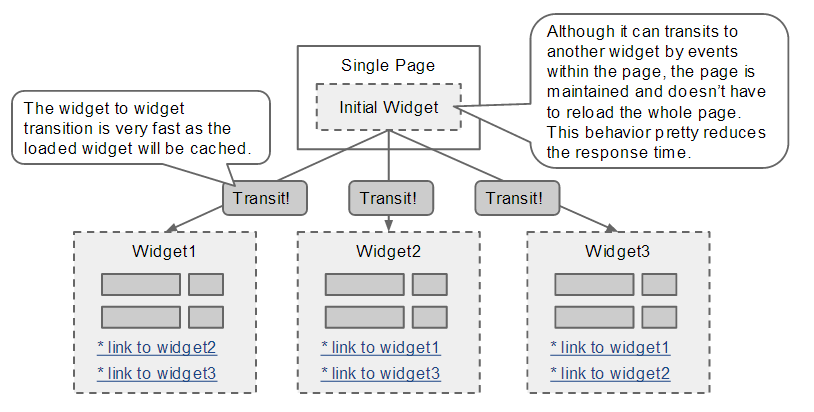 Although it can transits to
another widget by events
within the page, the page is
maintained and doesn't have
to reload the whole page.
This behavior pretty reduces
the response time.
Single Page
Initial Widget
The widget to widget
transition is very fast as the
loaded widget will be cached.
Transit!
Transit!
Transit!
Widget1
* link to widget2
* link to widget3
Widget2
* link to widget1
* link to widget3
Widget3
* link to widget1
* link to widget2